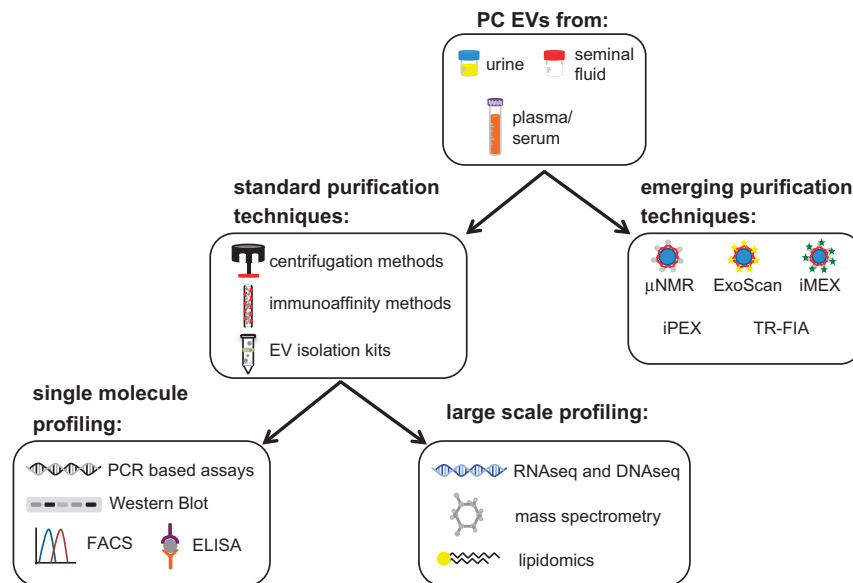 PC EVs from:
urine
seminal
fluid
plasma/
serum
standard purification
techniques:
centrifugation methods
immunoaffinity methods
EV isolation kits
emerging purification
techniques:
μNMR ExoScan iMEX
iPEX TR-FIA
single molecule
profiling:
PCR based assays
Western Blot
FACS ELISA
large scale profiling:
RNAseq and DNAseq
mass spectrometry
lipidomics